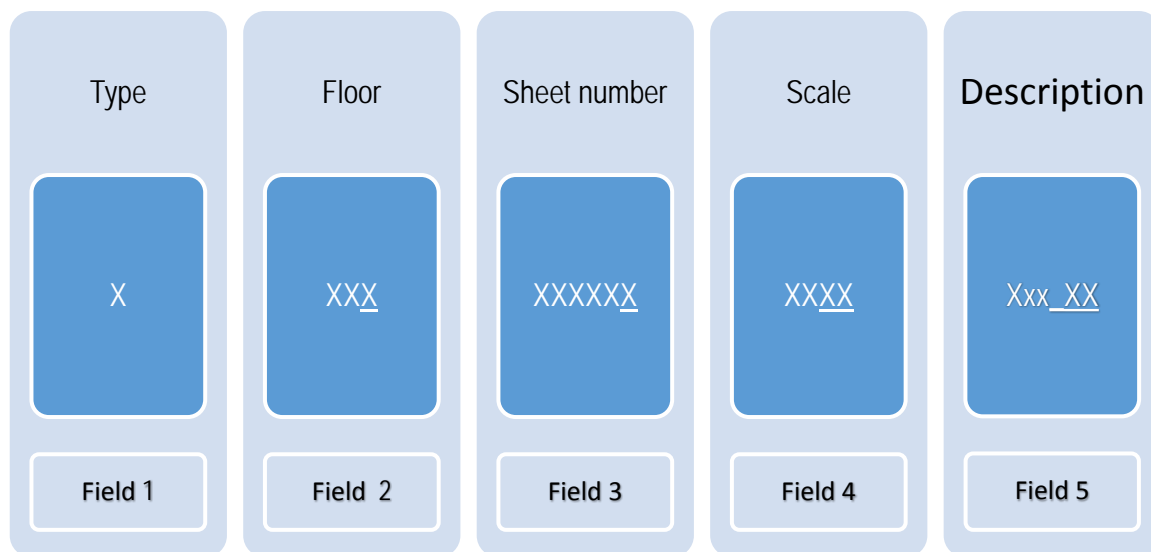 Type
Floor
Sheet number
Scale
Description
X
XXX
XXXXXX
XXXX
Xxx_XX
Field 1
Field 2
Field 3
Field 4
Field 5